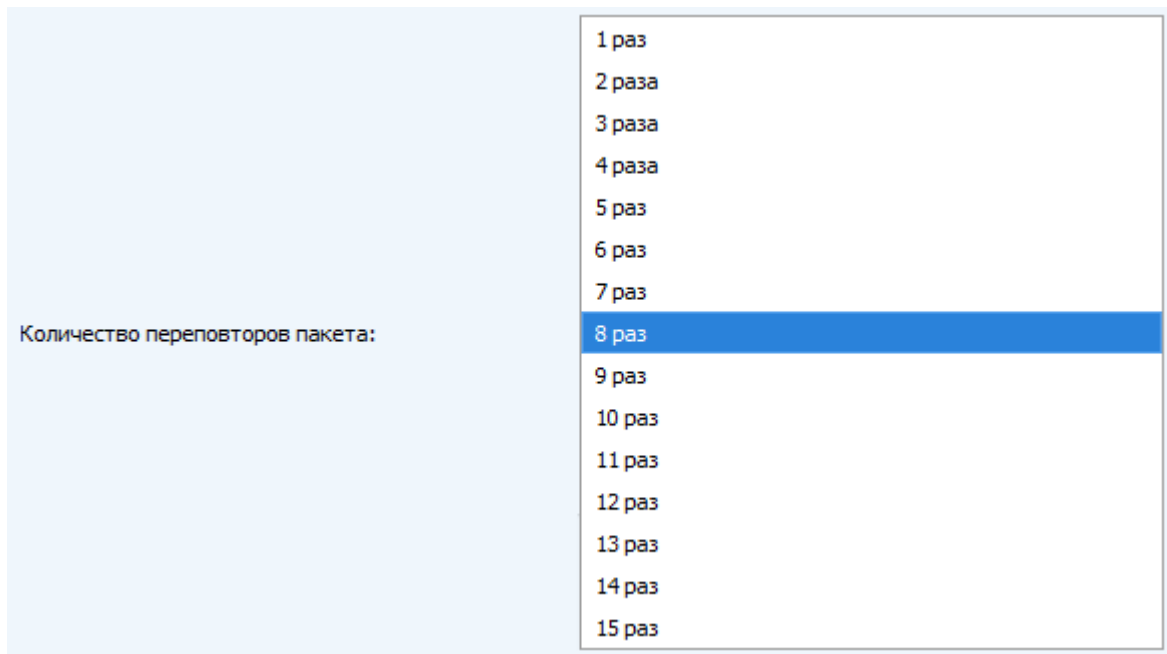 1 раз
2 раза
3 раза
4 раза
5 раз
6 раз
7 раз
Количество переповторов пакета:
8 раз
9 раз
10 раз
11 раз
12 раз
13 раз
14 раз
15 раз